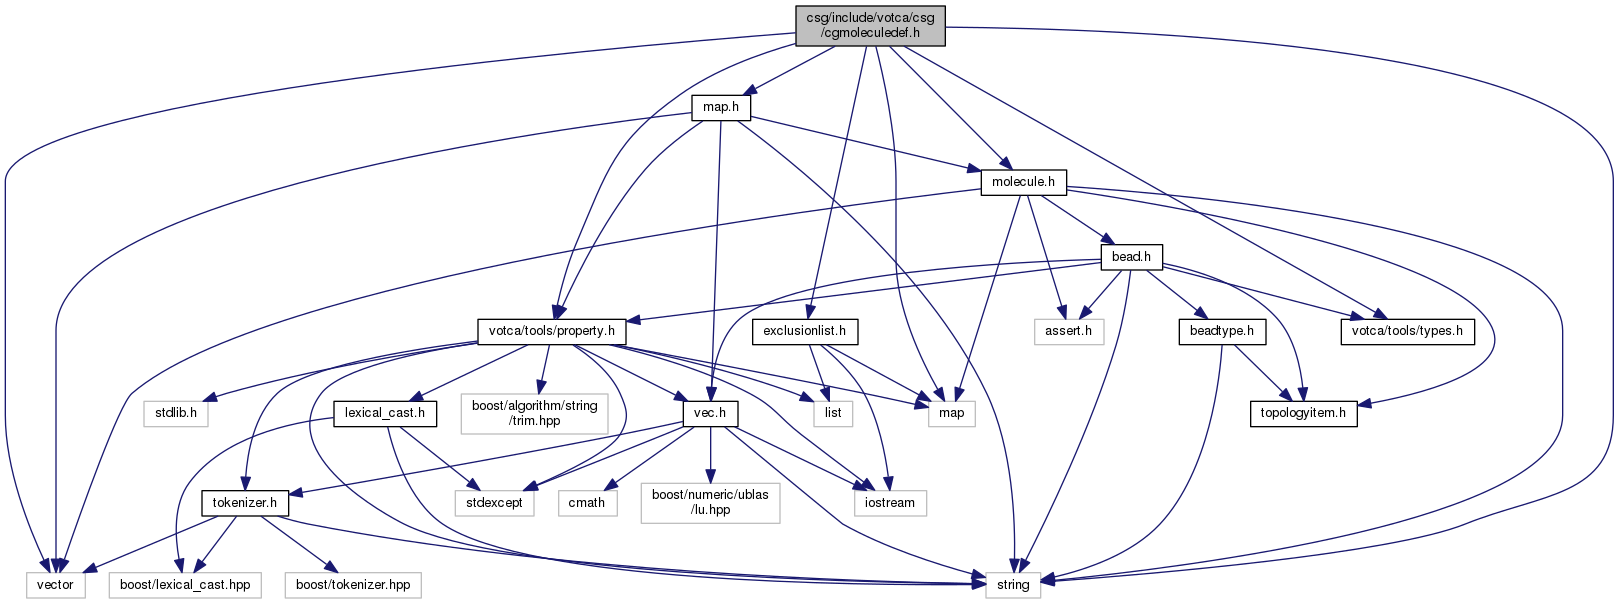 csg/include/votca/csg
/cgmoleculedef.h
map.h
molecule.h
bead.h
votca/tools/property.h
exclusionlist.h
assert.h
beadtype.h
votca/tools/types.h
stdlib.h
lexical_cast.h
boost/algorithm/string
/trim.hpp
vec.h
list
map
topologyitem.h
tokenizer.h
stdexcept
cmath
boost/numeric/ublas
/lu.hpp
iostream
vector
boost/lexical_cast.hpp
boost/tokenizer.hpp
string